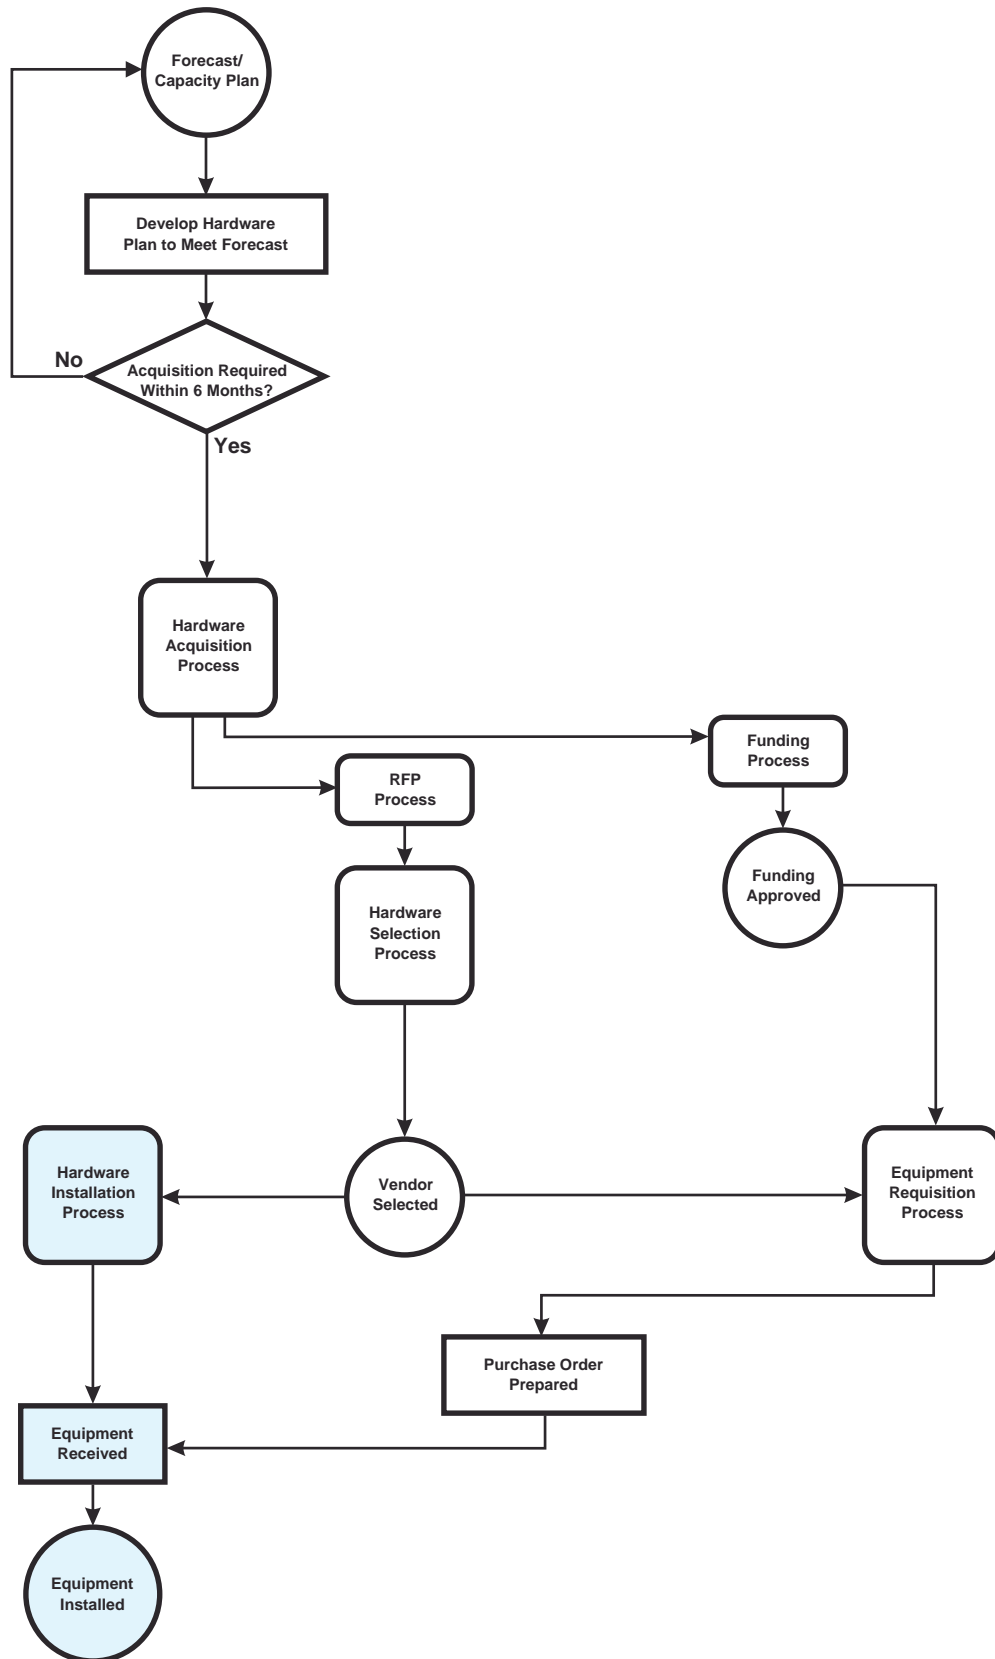 Forecast/
Capacity Plan
Develop Hardware
Plan to Meet Forecast
No
Acquisition Required
Within 6 Months?
Yes
Hardware
Acquisition
Process
Funding
Process
RFP
Process
Funding
Approved
Hardware
Selection
Process
Hardware
Installation
Process
Vendor
Selected
Equipment
Requisition
Process
Purchase Order
Prepared
Equipment
Received
Equipment
Installed